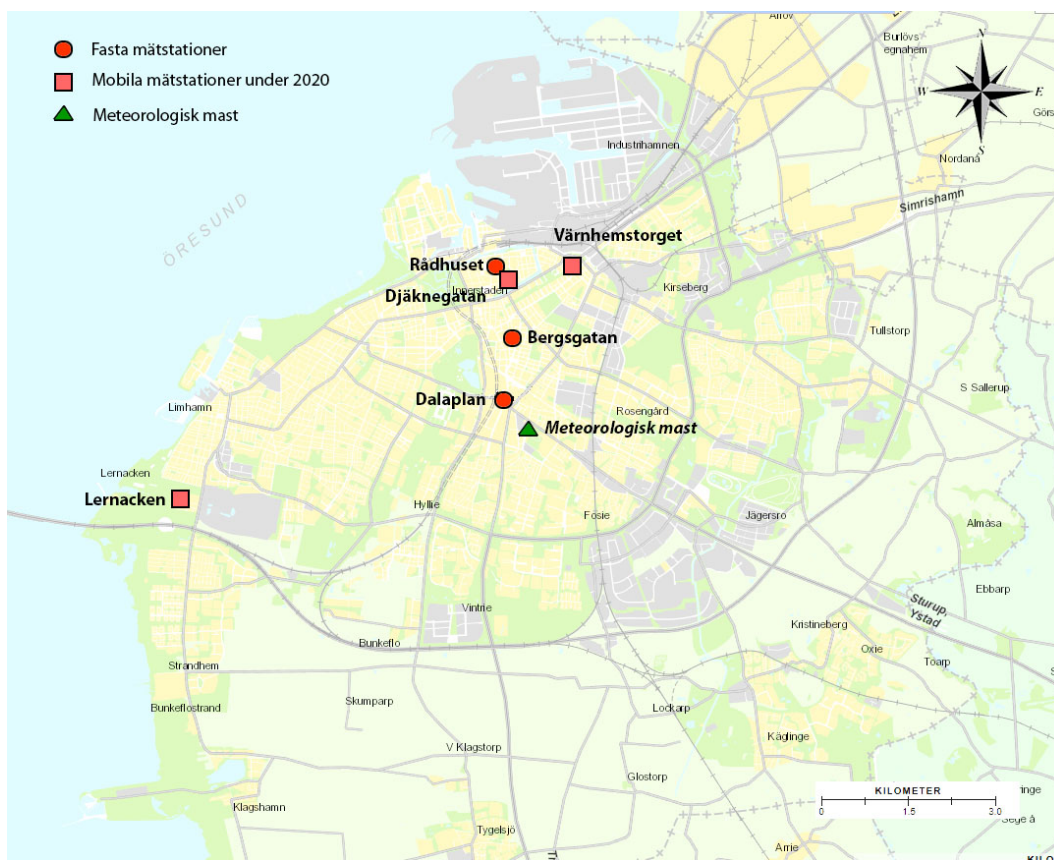 Arlöv
Burlövs
egnahem
Fasta mätstationer
Mobila mätstationer under 2020
Meteorologisk mast
N
W
E
S
Industrihamnen
Nordanå
Simrishamn
ÖRESUND
Värnhemstorget
Rådhuset
Innerstaden
Djäknegatan
Kirseberg
Bergsgatan
Tullstorp
Dalaplan
S Sallerup
Limhamn
Rosengård
Meteorologisk mast
Lernacken
Lernacken
Hyllie
Fosie
Jägersro
Almåsa
Ebbarp
Sturup,
Ystad
Vintrie
Kristineberg
Bunkeflo
Oxie
Toarp
Strandhem
Skumparp
Lockarp
Bunkeflostrand
Käglinge
V Klagstorp
Glostorp
KILOMETER
0
1.5
3.0
Klagshamn
Tygelsjö
Arrie